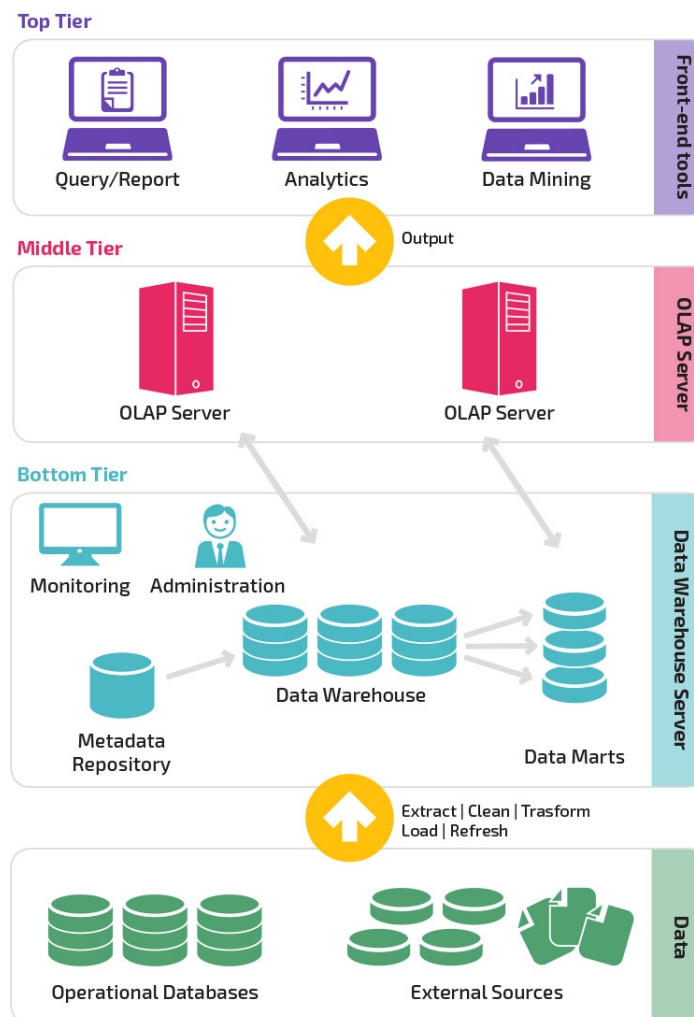 Top Tier
Query/Report
Analytics
Data Mining
Front-end tools
Output
Middle Tier
OLAP Server
OLAP Server
OLAP Server
Bottom Tier
Monitoring
Administration
Data Warehouse
Metadata
Repository
Data Marts
Data Warehouse Server
Extract | Clean | Trasform
Load | Refresh
Operational Databases
External Sources
Data